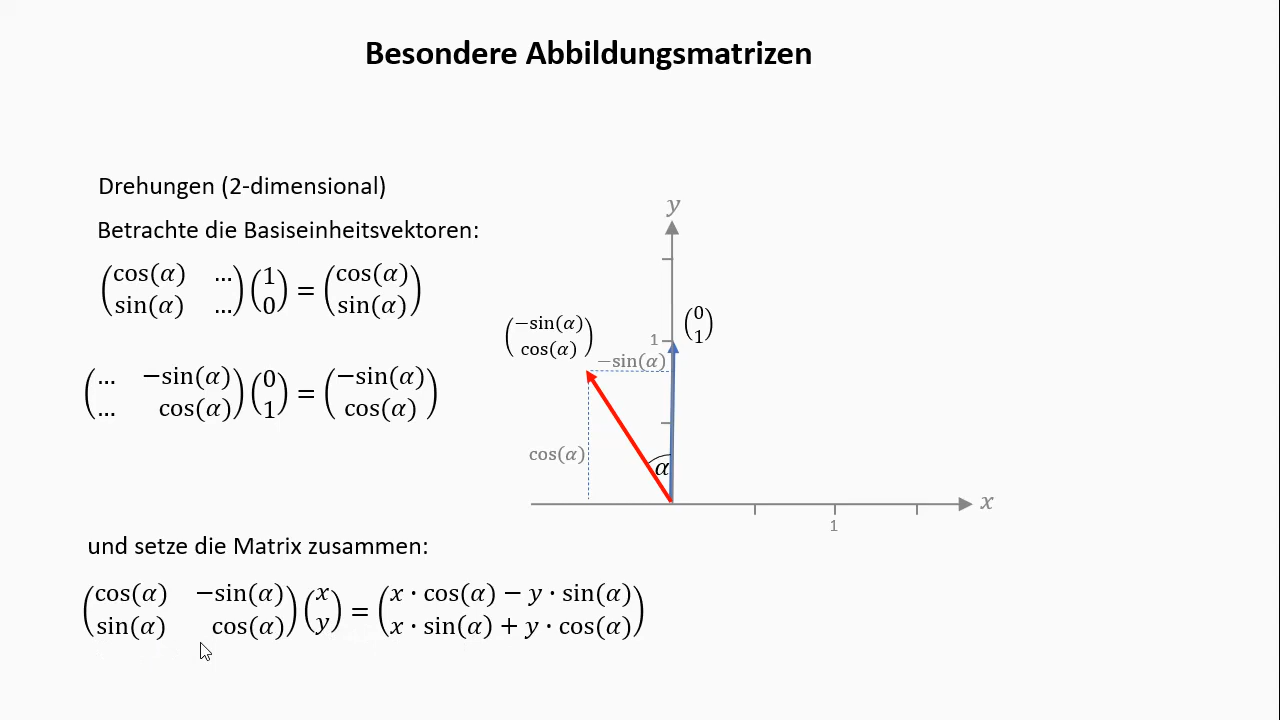 Besondere Abbildungsmatrizen
Drehungen (2-dimensional)
Betrachte die Basiseinheitsvektoren:
(cos(α) …) (1) = (cos(α))
(sin(α) …) (0) = (sin(α))
(… −sin(α)) (0) = (−sin(α))
(… cos(α)) (1) = (cos(α))
und setze die Matrix zusammen:
(cos(α) −sin(α)) (x) = (x · cos(α) − y · sin(α))
(sin(α) cos(α)) (y) = (x · sin(α) + y · cos(α))
y
(0)
(1)
1
(−sin(α))
(cos(α))
−sin(α)
cos(α)
α
x
1